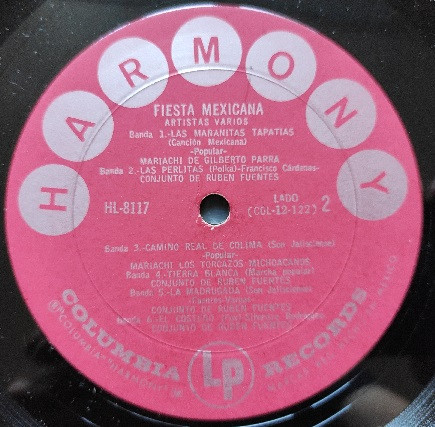 HARMONY
FIESTA MEXICANA
ARTISTAS VARIOS
Banda 1.-LAS MAÑANITAS TAPATIAS
(Canción Mexicana)
-Popular-
MARIACHI DE GILBERTO PARRA
Banda 2.-LAS PERLITAS (Polka)-Francisco Cárdenas-
CONJUNTO DE RUBEN FUENTES
HL-8117
LADO 2
(COL-12-122)
Banda 3.-CAMINO REAL DE COLIMA (Son Jalisciense)
-Popular-
MARIACHI LOS TORCAZOS MICHOACANOS
Banda 4.-TIERRA BLANCA (Marcha popular)
CONJUNTO DE RUBEN FUENTES
Banda 5.-LA MADRUGADA (Son Jalisciense)
CONJUNTO DE RUBEN FUENTES
CONJUNTO DE RUBEN FUENTES
COLUMBIA LP RECORDS